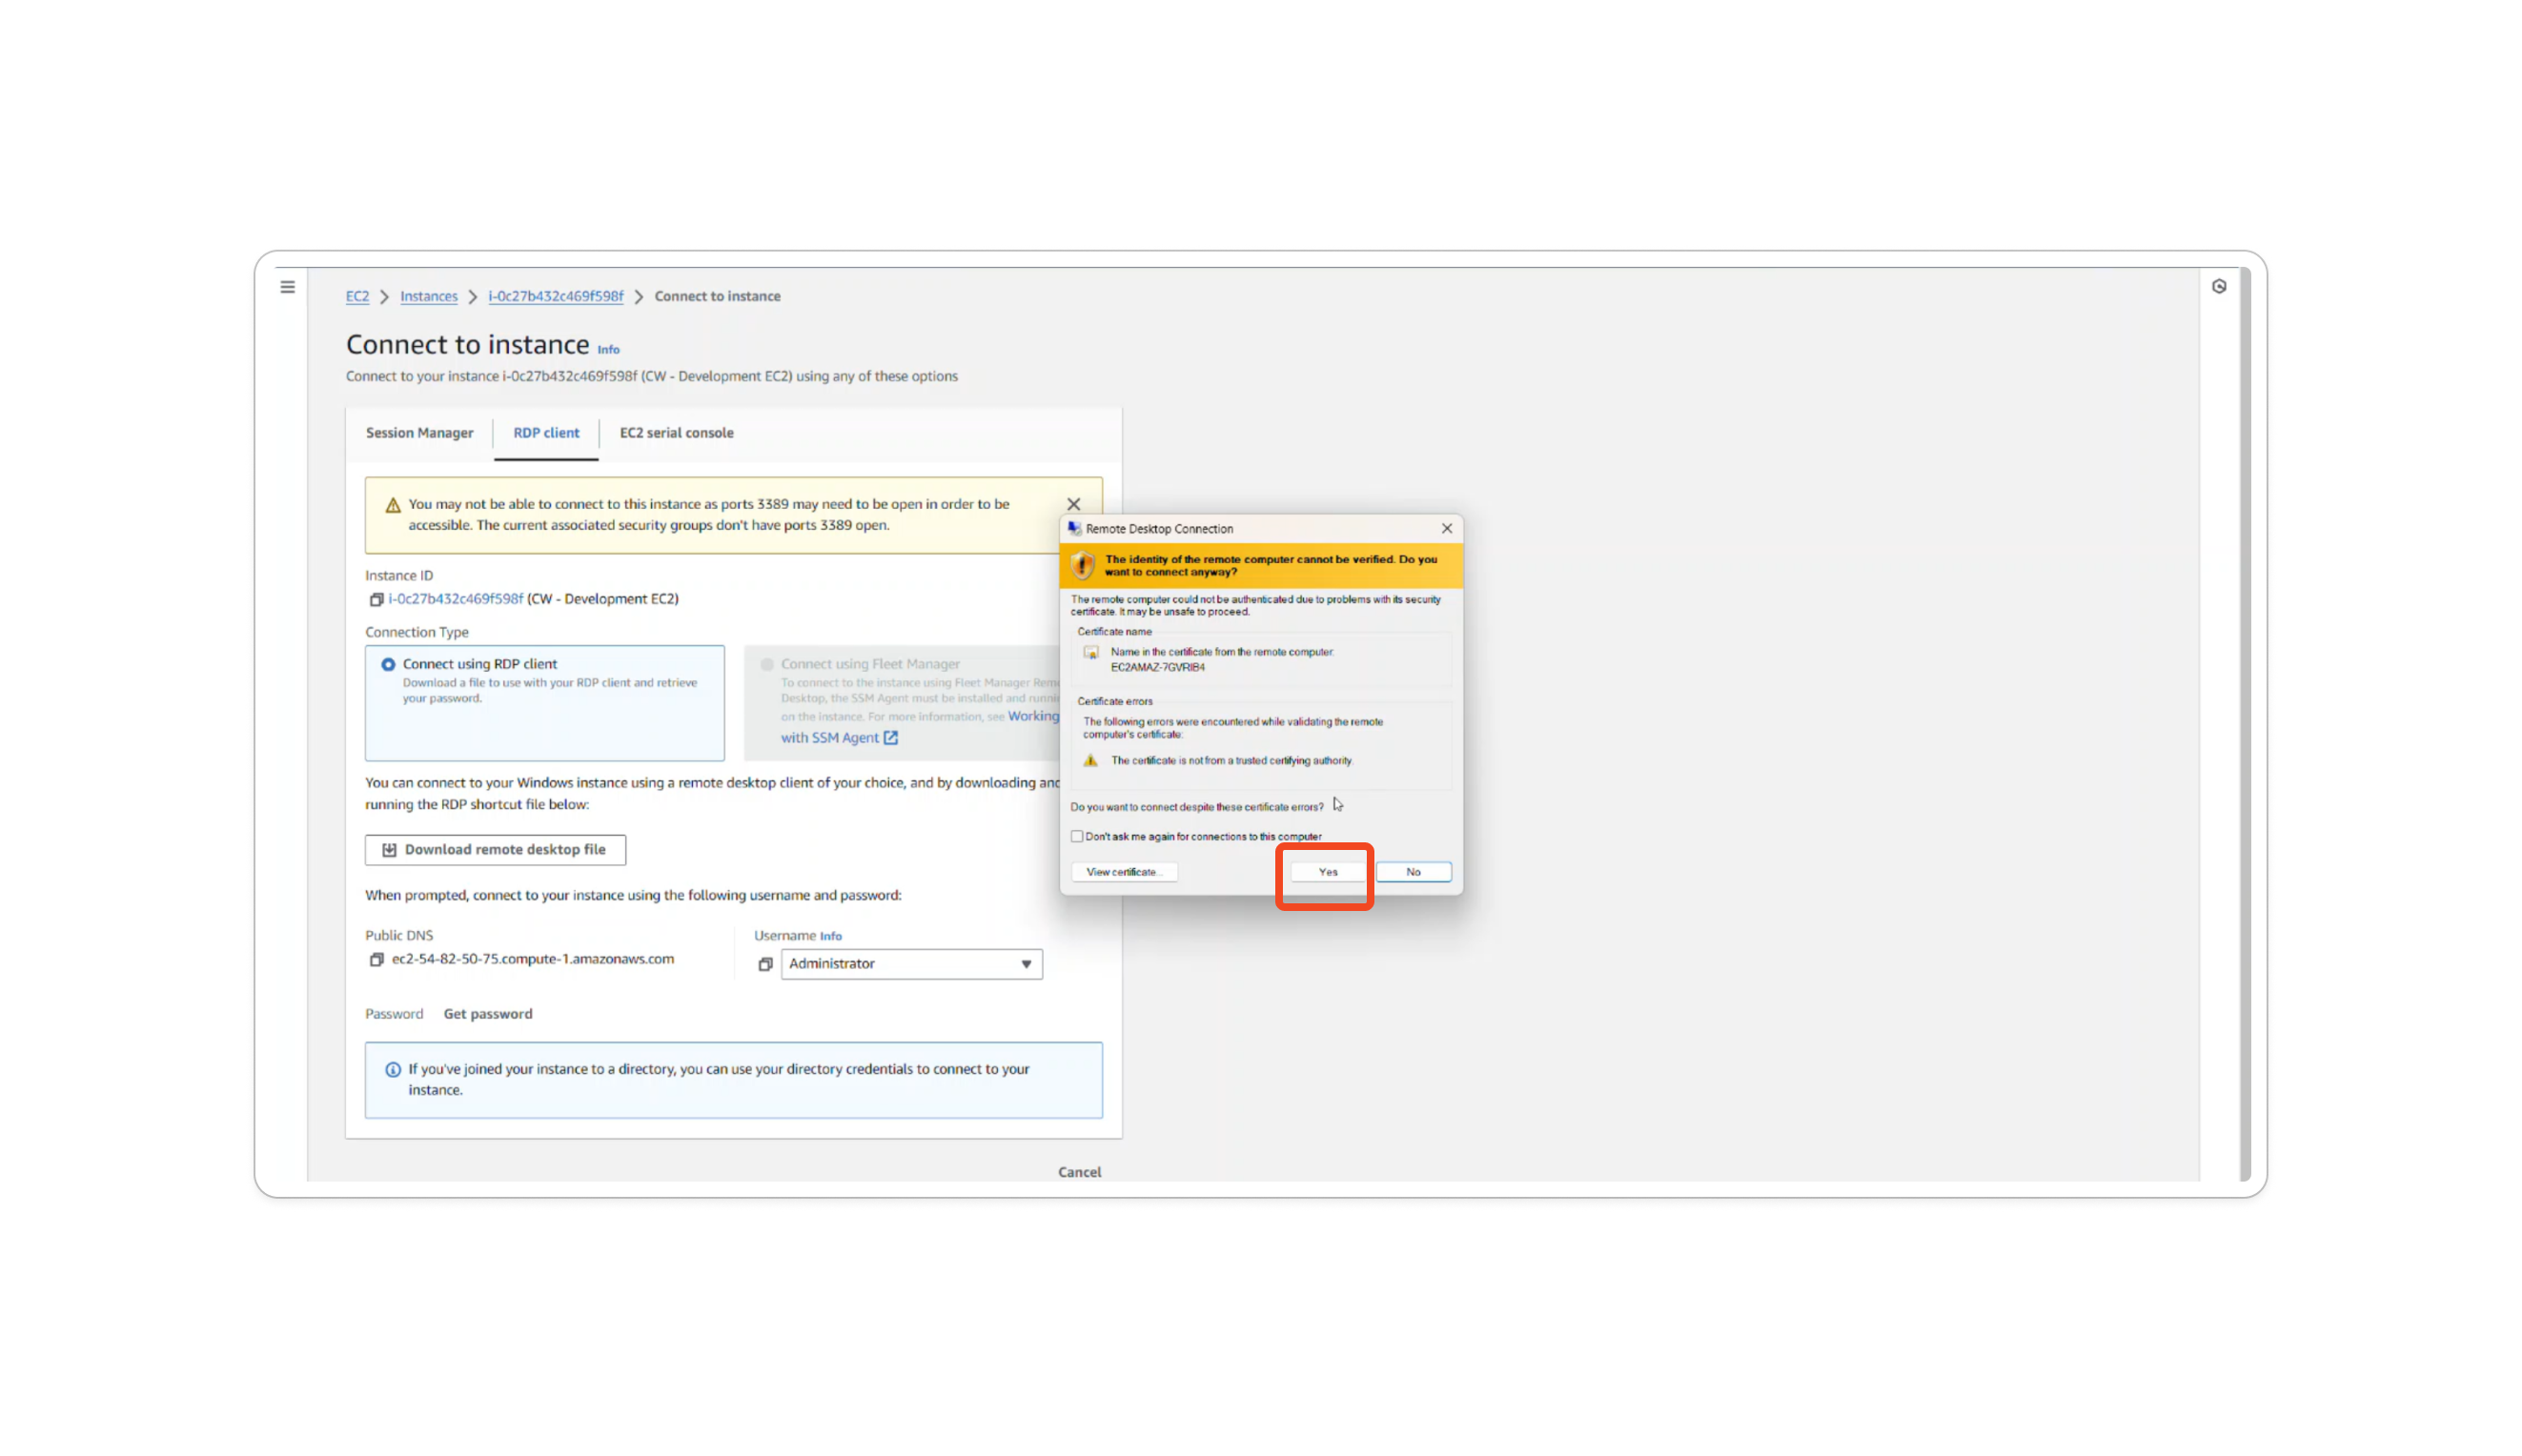 EC2 > Instances > i-0c27b432c469f598f > Connect to instance
Connect to instance Info
Connect to your instance i-0c27b432c469f598f (CW - Development EC2) using any of these options
Session Manager
RDP client
EC2 serial console
You may not be able to connect to this instance as ports 3389 may need to be open in order to be
accessible. The current associated security groups don't have ports 3389 open.
Instance ID
i-0c27b432c469f598f (CW - Development EC2)
Connection Type
Connect using RDP client
Download a file to use with your RDP client and retrieve
your password.
Connect using Fleet Manager
To connect to the instance using Fleet Manager
Desktop, the SSM Agent must be installed and
on the instance. For more information, see Working
with SSM Agent
You can connect to your Windows instance using a remote desktop client of your choice, and by downloading and
running the RDP shortcut file below:
Download remote desktop file
When prompted, connect to your instance using the following username and password:
Public DNS
ec2-54-82-50-75.compute-1.amazonaws.com
Username Info
Administrator
Password Get password
If you've joined your instance to a directory, you can use your directory credentials to connect to your
instance.
Cancel
Remote Desktop Connection
The identity of the remote computer cannot be verified. Do you
want to connect anyway?
The remote computer could not be authenticated due to problems with its security
certificate. It may be unsafe to proceed.
Certificate name
Name in the certificate from the remote computer:
EC2AMAZ-7GVRIB4
Certificate errors
The following errors were encountered while validating the remote
computer's certificate:
The certificate is not from a trusted certifying authority.
Do you want to connect despite these certificate errors?
Don't ask me again for connections to this computer
View certificate...
Yes
No